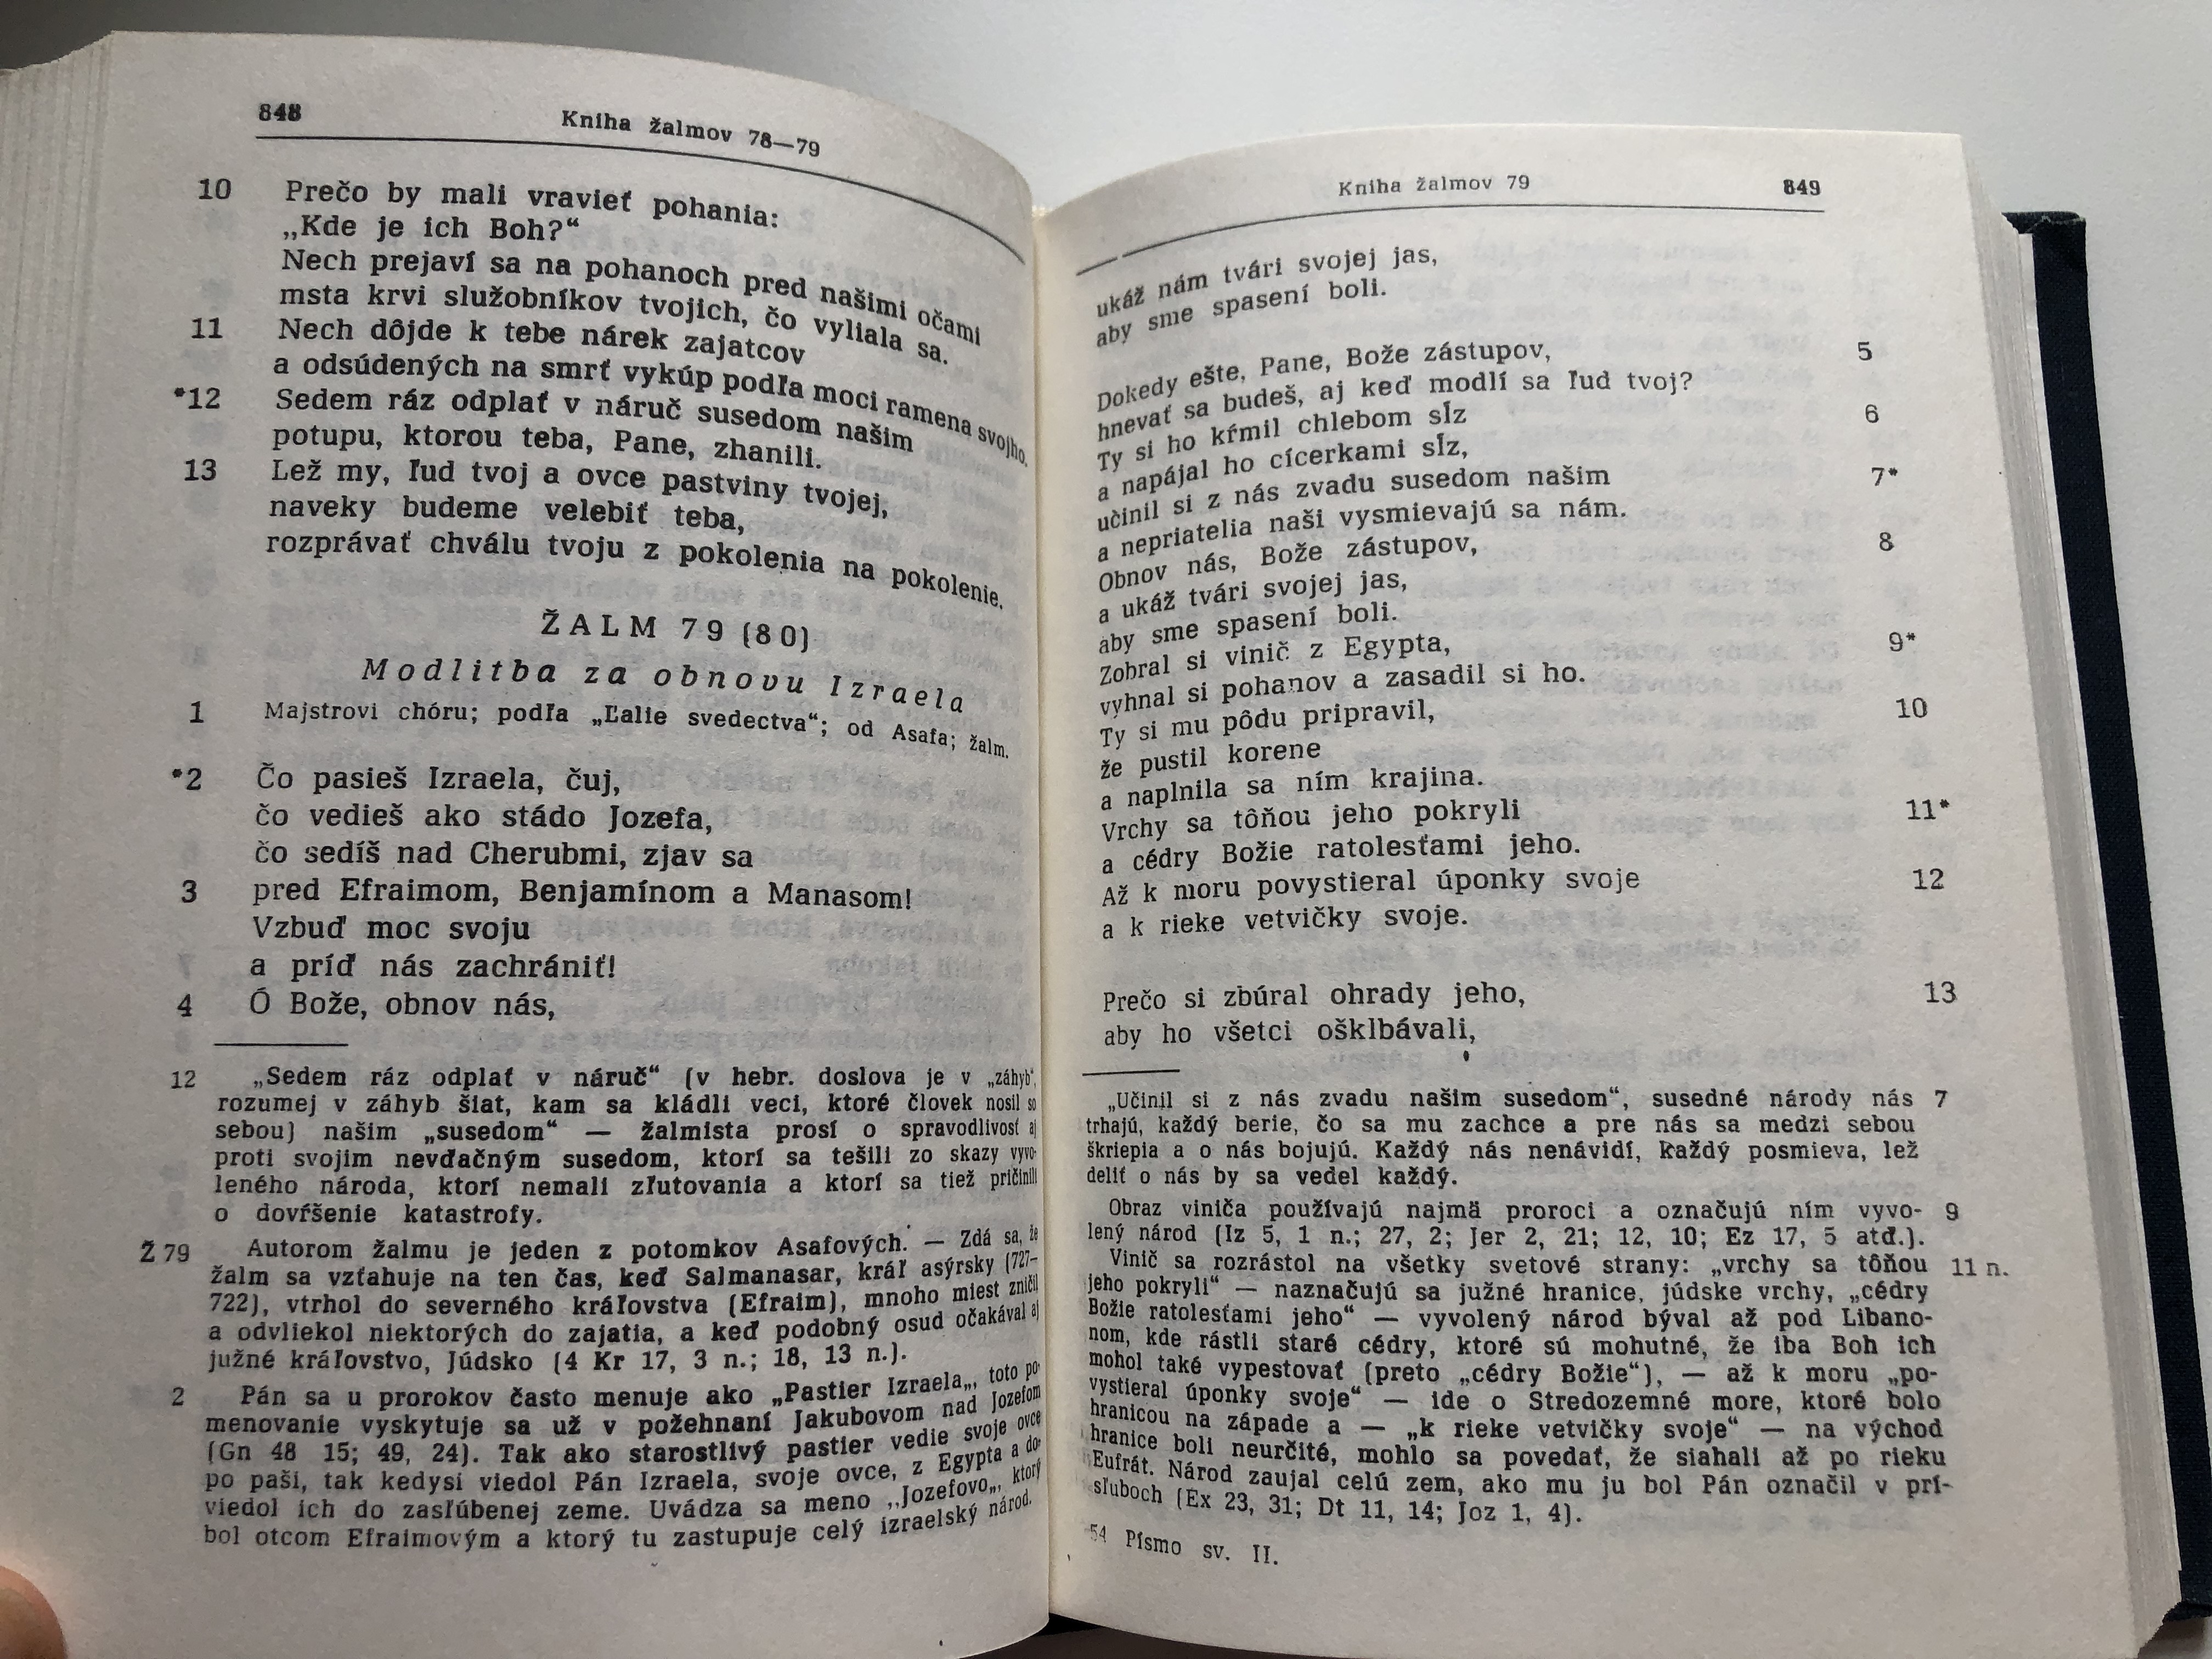 848
Kniha žalmov 78—79
10 Prečo by mali vravieť pohania:
„Kde je ich Boh?“
Nech prejaví sa na pohanoch pred našimi očami
msta krvi služobníkov tvojich, čo vyliala sa.
11 Nech dôjde k tebe nárek zajatcov
a odsúdených na smrť vykúp podľa moci ramena svojho.
*12 Sedem ráz odplať v náruč susedom našim
potupu, ktorou teba, Pane, zhanili.
13 Lež my, ľud tvoj a ovce pastviny tvojej,
naveky budeme velebiť teba,
rozprávať chválu tvoju z pokolenia na pokolenie.
ŽALM 79 (80)
Modlitba za obnovu Izraela
1 Majstrovi chóru; podľa „Ľalie svedectva“; od Asafa; žalm.
*2 Čo pasieš Izraela, čuj,
čo vedieš ako stádo Jozefa,
čo sedíš nad Cherubmi, zjav sa
3 pred Efraimom, Benjamínom a Manasom!
Vzbuď moc svoju
a príď nás zachrániť!
4 Ó Bože, obnov nás,
12 „Sedem ráz odplať v náruč“ (v hebr. doslova je v „záhyb“,
rozumej v záhyb šiat, kam sa kládli veci, ktoré človek nosil so
sebou) našim „susedom“ — žalmista prosí o spravodlivosť aj
proti svojim nevďačným susedom, ktorí sa tešili zo skazy vyvo-
leného národa, ktorí nemali zľutovania a ktorí sa tiež pričinili
o dovŕšenie katastrofy.
Ž 79 Autorom žalmu je jeden z potomkov Asafových. — Zdá sa, že
žalm sa vzťahuje na ten čas, keď Salmanasar, kráľ asýrsky (727—
722), vtrhol do severného kráľovstva (Efraim), mnoho miest zničil
a odvliekol niektorých do zajatia, a keď podobný osud očakával aj
južné kráľovstvo, Júdsko (4 Kr 17, 3 n.; 18, 13 n.).
2 Pán sa u prorokov často menuje ako „Pastier Izraela„, toto po-
menovanie vyskytuje sa už v požehnaní Jakubovom nad Jozefom
(Gn 48 15; 49, 24). Tak ako starostlivý pastier vedie svoje ovce
po paši, tak kedysi viedol Pán Izraela, svoje ovce, z Egypta a do-
viedol ich do zasľúbenej zeme. Uvádza sa meno ,,Jozefovo„, ktorý
bol otcom Efraimovým a ktorý tu zastupuje celý izraelský národ.
Kniha žalmov 79
849
ukáž nám tvári svojej jas,
aby sme spasení boli.
Dokedy ešte, Pane, Bože zástupov, 5
hnevať sa budeš, aj keď modlí sa ľud tvoj?
Ty si ho kŕmil chlebom sĺz 6
a napájal ho cícerkami sĺz,
učinil si z nás zvadu susedom našim 7*
a nepriatelia naši vysmievajú sa nám.
Obnov nás, Bože zástupov, 8
a ukáž tvári svojej jas,
aby sme spasení boli.
Zobral si vinič z Egypta, 9*
vyhnal si pohanov a zasadil si ho.
Ty si mu pôdu pripravil, 10
že pustil korene
a naplnila sa ním krajina.
Vrchy sa tôňou jeho pokryli 11*
a cédry Božie ratolesťami jeho.
Až k moru povystieral úponky svoje 12
a k rieke vetvičky svoje.
Prečo si zbúral ohrady jeho, 13
aby ho všetci ošklbávali,
„Učinil si z nás zvadu našim susedom“, susedné národy nás 7
trhajú, každý berie, čo sa mu zachce a pre nás sa medzi sebou
škriepia a o nás bojujú. Každý nás nenávidí, každý posmieva, lež
deliť o nás by sa vedel každý.
Obraz viniča používajú najmä proroci a označujú ním vyvo- 9
lený národ (Iz 5, 1 n.; 27, 2; Jer 2, 21; 12, 10; Ez 17, 5 atď.).
Vinič sa rozrástol na všetky svetové strany: „vrchy sa tôňou 11 n.
jeho pokryli“ — naznačujú sa južné hranice, júdske vrchy, „cédry
Božie ratolesťami jeho“ — vyvolený národ býval až pod Libano-
nom, kde rástli staré cédry, ktoré sú mohutné, že iba Boh ich
mohol také vypestovať (preto „cédry Božie“), — až k moru „po-
vystieral úponky svoje“ — ide o Stredozemné more, ktoré bolo
hranicou na západe a — „k rieke vetvičky svoje“ — na východ
hranice boli neurčité, mohlo sa povedať, že siahali až po rieku
Eufrát. Národ zaujal celú zem, ako mu ju bol Pán označil v prí-
sľuboch (Ex 23, 31; Dt 11, 14; Joz 1, 4).
54 Písmo sv. II.